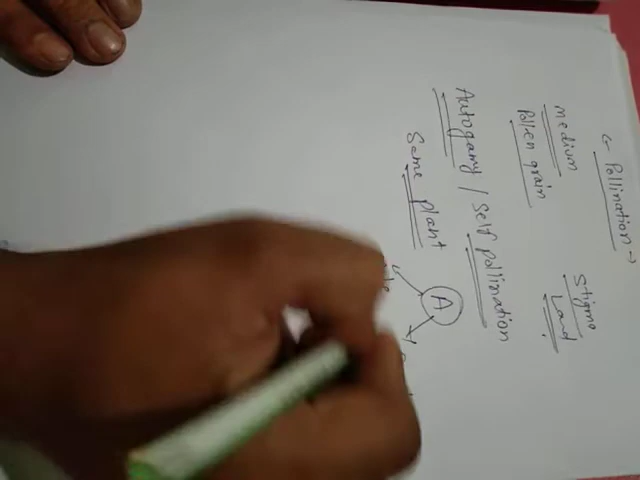 Pollination →
medium Stigma
Pollen grain Land
Autogamy / Self Pollination
Same Plant
A